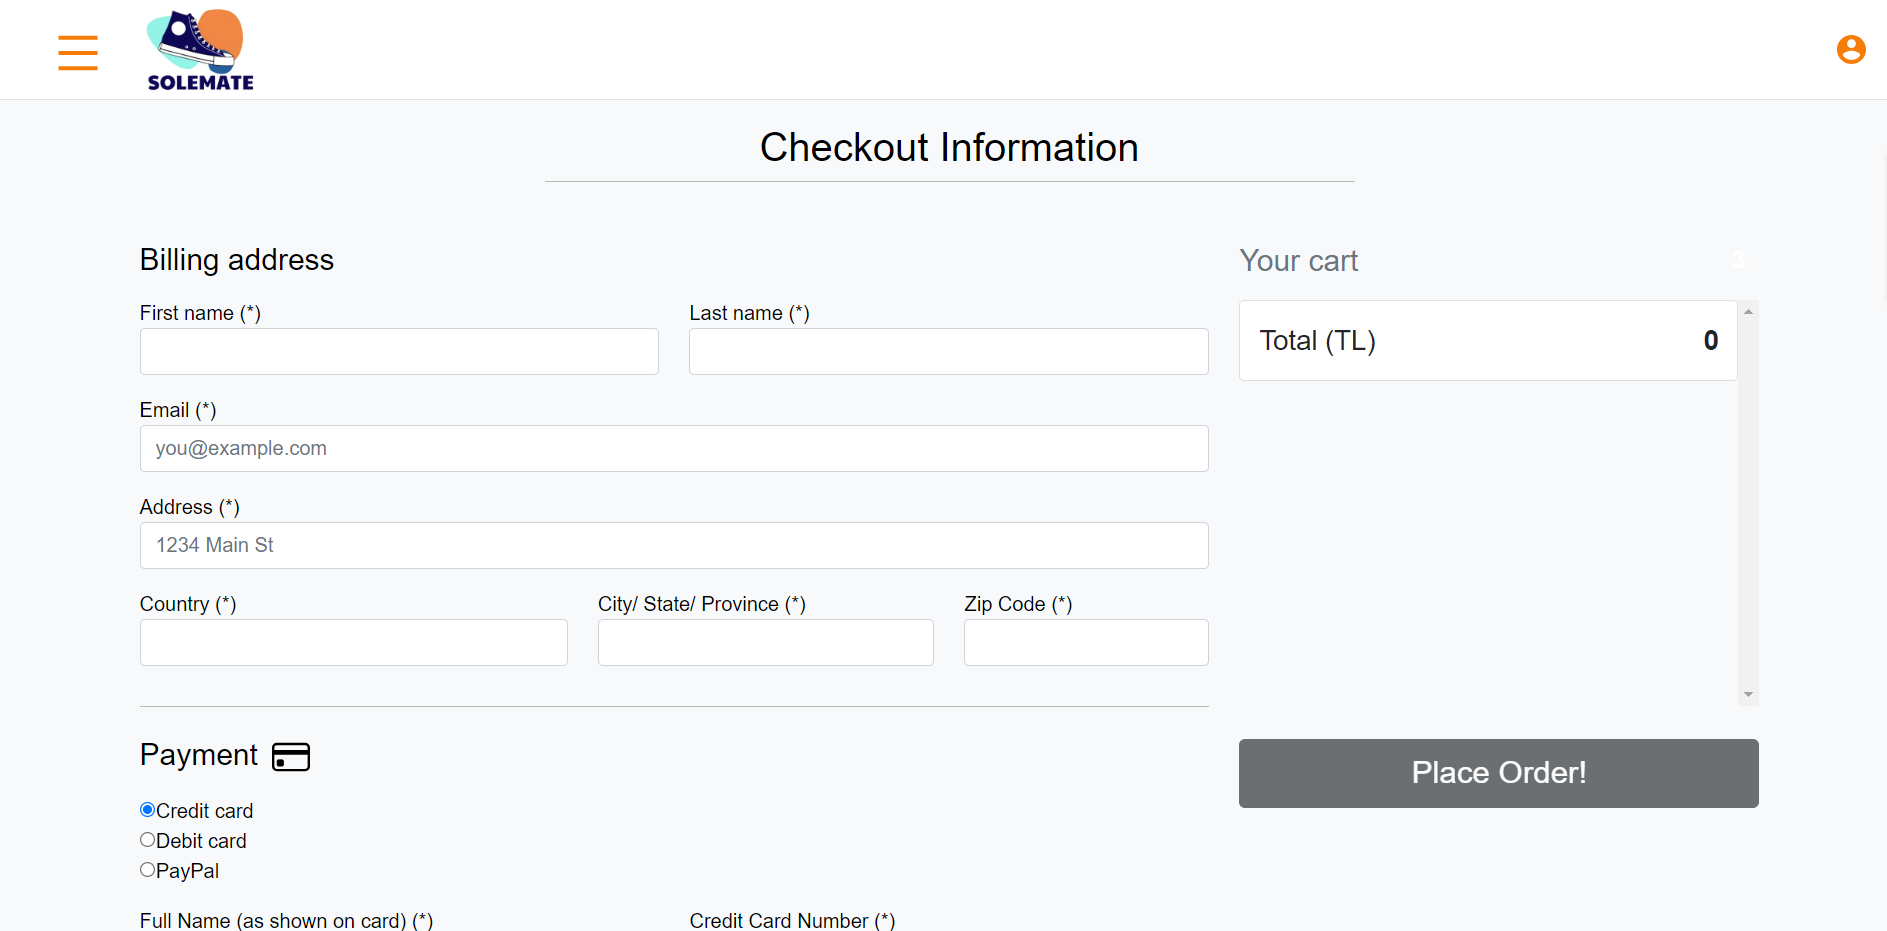 SOLEMATE
Checkout Information
Billing address
First name (*)
Last name (*)
Email (*)
you@example.com
Address (*)
1234 Main St
Country (*)
City/ State/ Province (*)
Zip Code (*)
Payment
Credit card
Debit card
PayPal
Full Name (as shown on card) (*)
Credit Card Number (*)
Your cart
3
Total (TL)
0
Place Order!